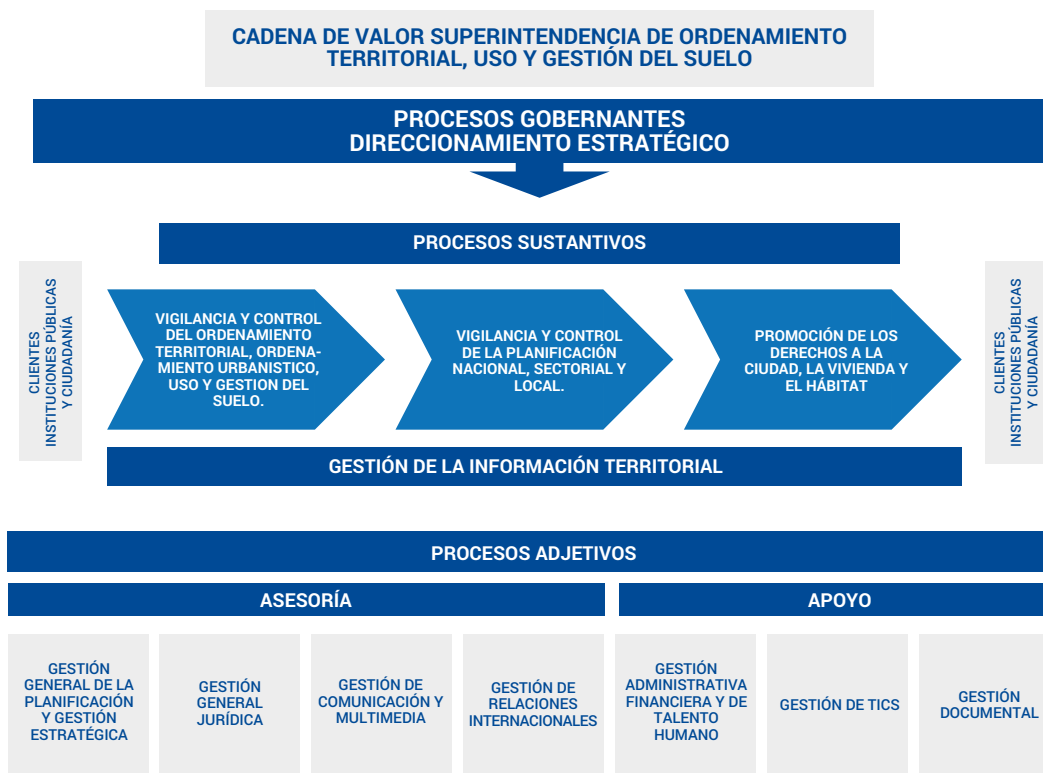 CADENA DE VALOR SUPERINTENDENCIA DE ORDENAMIENTO
TERRITORIAL, USO Y GESTIÓN DEL SUELO
PROCESOS GOBERNANTES
DIRECCIONAMIENTO ESTRATÉGICO
PROCESOS SUSTANTIVOS
CLIENTES
INSTITUCIONES PÚBLICAS
Y CIUDADANÍA
VIGILANCIA Y CONTROL
DEL ORDENAMIENTO
TERRITORIAL, ORDENA-
MIENTO URBANISTICO,
USO Y GESTION DEL
SUELO.
VIGILANCIA Y CONTROL
DE LA PLANIFICACIÓN
NACIONAL, SECTORIAL Y
LOCAL.
PROMOCIÓN DE LOS
DERECHOS A LA
CIUDAD, LA VIVIENDA Y
EL HÁBITAT
CLIENTES
INSTITUCIONES PÚBLICAS
Y CIUDADANÍA
GESTIÓN DE LA INFORMACIÓN TERRITORIAL
PROCESOS ADJETIVOS
ASESORÍA
APOYO
GESTIÓN
GENERAL DE LA
PLANIFICACIÓN
Y GESTIÓN
ESTRATÉGICA
GESTIÓN
GENERAL
JURÍDICA
GESTIÓN DE
COMUNICACIÓN Y
MULTIMEDIA
GESTIÓN DE
RELACIONES
INTERNACIONALES
GESTIÓN
ADMINISTRATIVA
FINANCIERA Y DE
TALENTO
HUMANO
GESTIÓN DE TICS
GESTIÓN
DOCUMENTAL